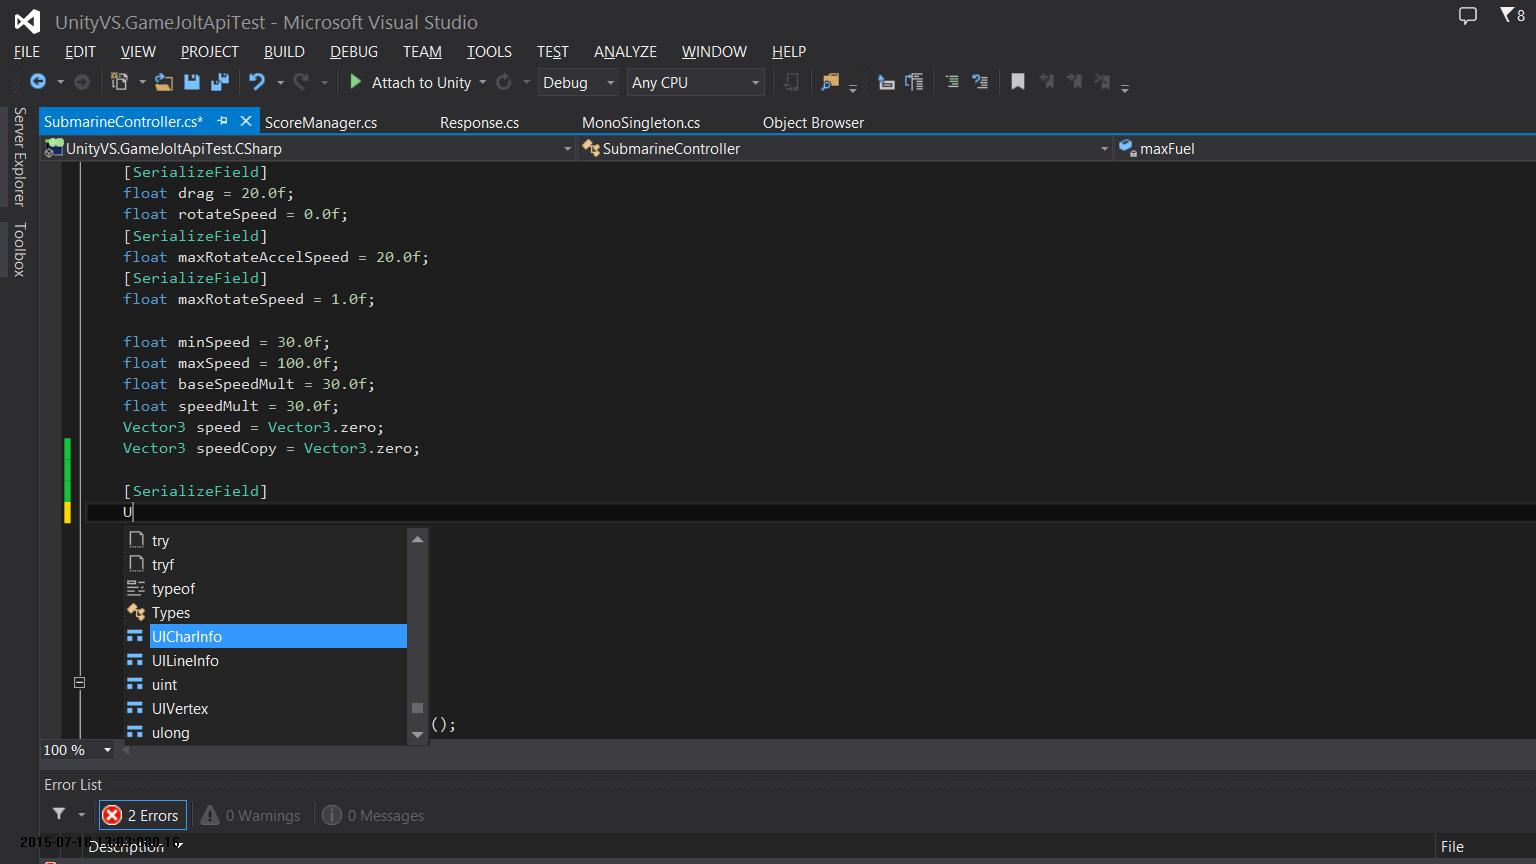 UnityVS.GameJoltApiTest - Microsoft Visual Studio
8
FILE EDIT VIEW PROJECT BUILD DEBUG TEAM TOOLS TEST ANALYZE WINDOW HELP
Attach to Unity Debug Any CPU
Server Explorer
Toolbox
SubmarineController.cs* ScoreManager.cs Response.cs MonoSingleton.cs Object Browser
UnityVS.GameJoltApiTest.CSharp SubmarineController maxFuel
[SerializeField]
float drag = 20.0f;
float rotateSpeed = 0.0f;
[SerializeField]
float maxRotateAccelSpeed = 20.0f;
[SerializeField]
float maxRotateSpeed = 1.0f;
float minSpeed = 30.0f;
float maxSpeed = 100.0f;
float baseSpeedMult = 30.0f;
float speedMult = 30.0f;
Vector3 speed = Vector3.zero;
Vector3 speedCopy = Vector3.zero;
[SerializeField]
U
try
tryf
typeof
Types
UICharInfo
UILineInfo
uint
UIVertex
ulong
();
100 %
Error List
2 Errors 0 Warnings 0 Messages
Description File